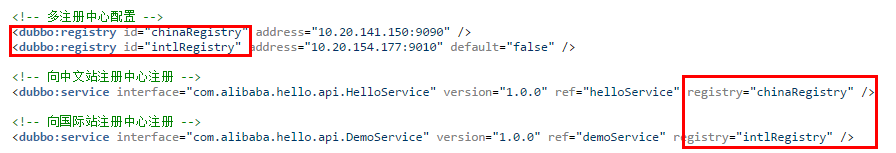 <!-- 多注册中心配置 -->
<dubbo:registry id="chinaRegistry" address="10.20.141.150:9090" />
<dubbo:registry id="intlRegistry" address="10.20.154.177:9010" default="false" />
<!-- 向中文站注册中心注册 -->
<dubbo:service interface="com.alibaba.hello.api.HelloService" version="1.0.0" ref="helloService" registry="chinaRegistry" />
<!-- 向国际站注册中心注册 -->
<dubbo:service interface="com.alibaba.hello.api.DemoService" version="1.0.0" ref="demoService" registry="intlRegistry" />